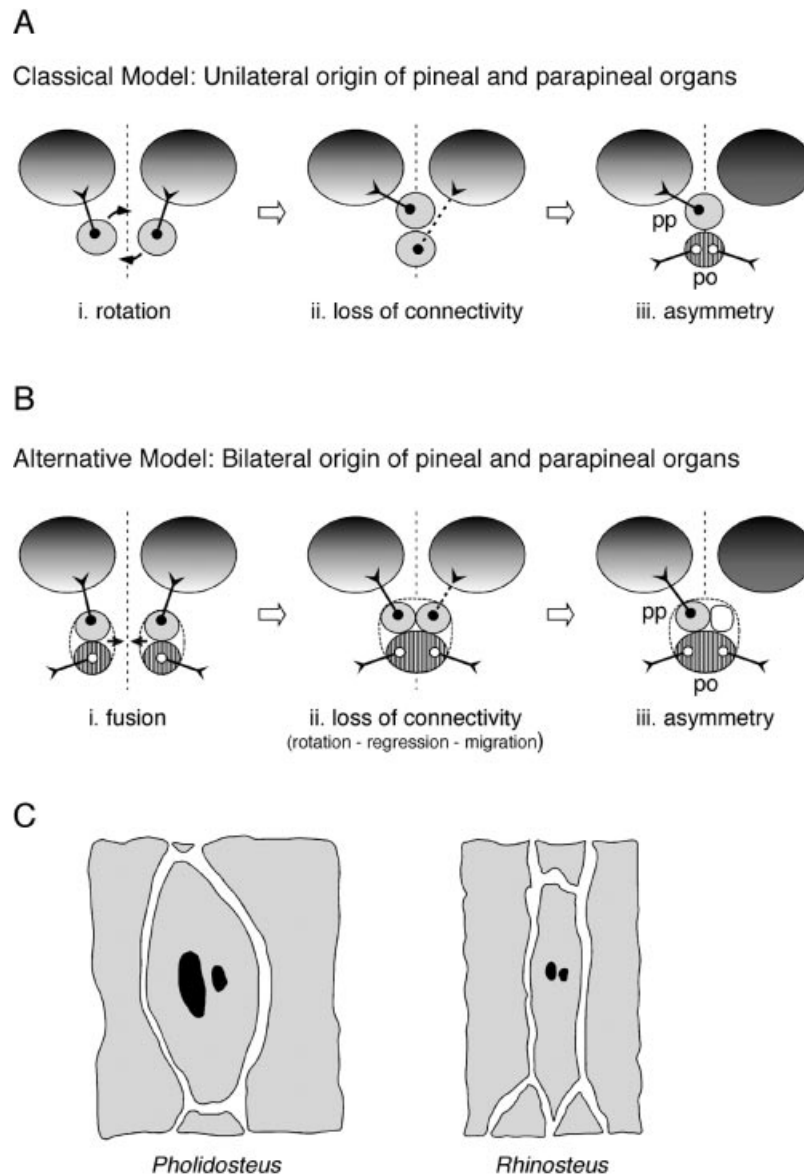 A
Classical Model: Unilateral origin of pineal and parapineal organs
pp
po
i. rotation
ii. loss of connectivity
iii. asymmetry
B
Alternative Model: Bilateral origin of pineal and parapineal organs
pp
po
i. fusion
ii. loss of connectivity
(rotation - regression - migration)
iii. asymmetry
C
Pholidosteus
Rhinosteus